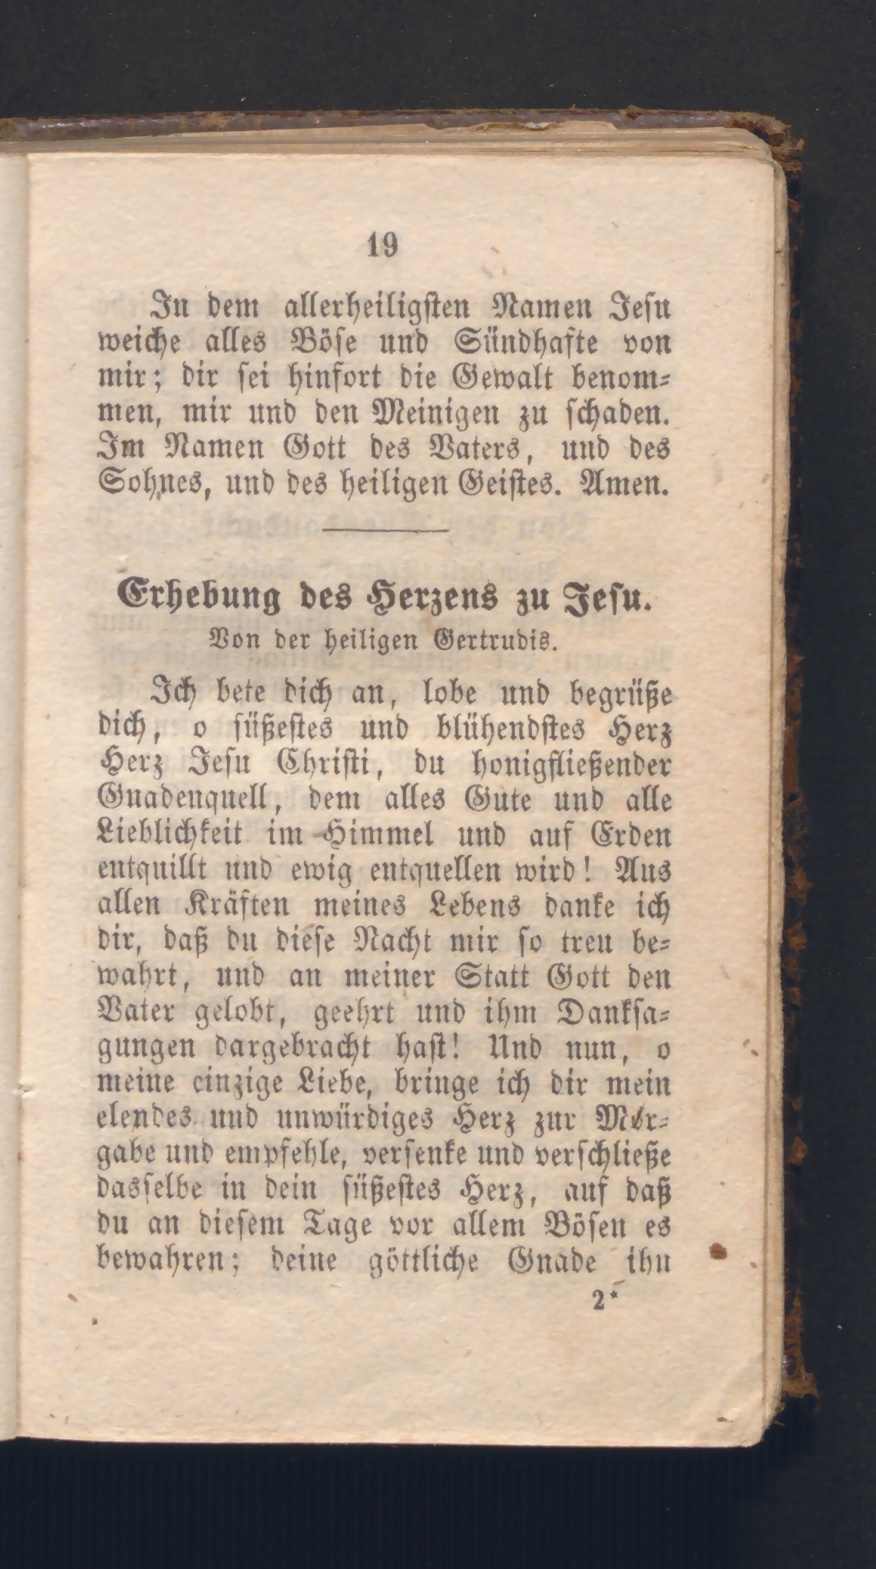 19
In dem allerheiligsten Namen Jesu
weiche alles Böse und Sündhafte von
mir; dir sei hinfort die Gewalt benom-
men, mir und den Meinigen zu schaden.
Im Namen Gott des Vaters, und des
Sohnes, und des heiligen Geistes. Amen.
Erhebung des Herzens zu Jesu.
Von der heiligen Gertrudis.
Ich bete dich an, lobe und begrüße
dich, o süßestes und blühendstes Herz
Herz Jesu Christi, du honigfließender
Gnadenquell, dem alles Gute und alle
Lieblichkeit im Himmel und auf Erden
entquillt und ewig entquellen wird! Aus
allen Kräften meines Lebens danke ich
dir, daß du diese Nacht mir so treu be-
wahrt, und an meiner Statt Gott den
Vater gelobt, geehrt und ihm Danksa-
gungen dargebracht hast! Und nun, o
meine einzige Liebe, bringe ich dir mein
elendes und unwürdiges Herz zur Mor-
gabe und empfehle, versenke und verschließe
dasselbe in dein süßestes Herz, auf daß
du an diesem Tage vor allem Bösen es
bewahren; deine göttliche Gnade ihn
2*